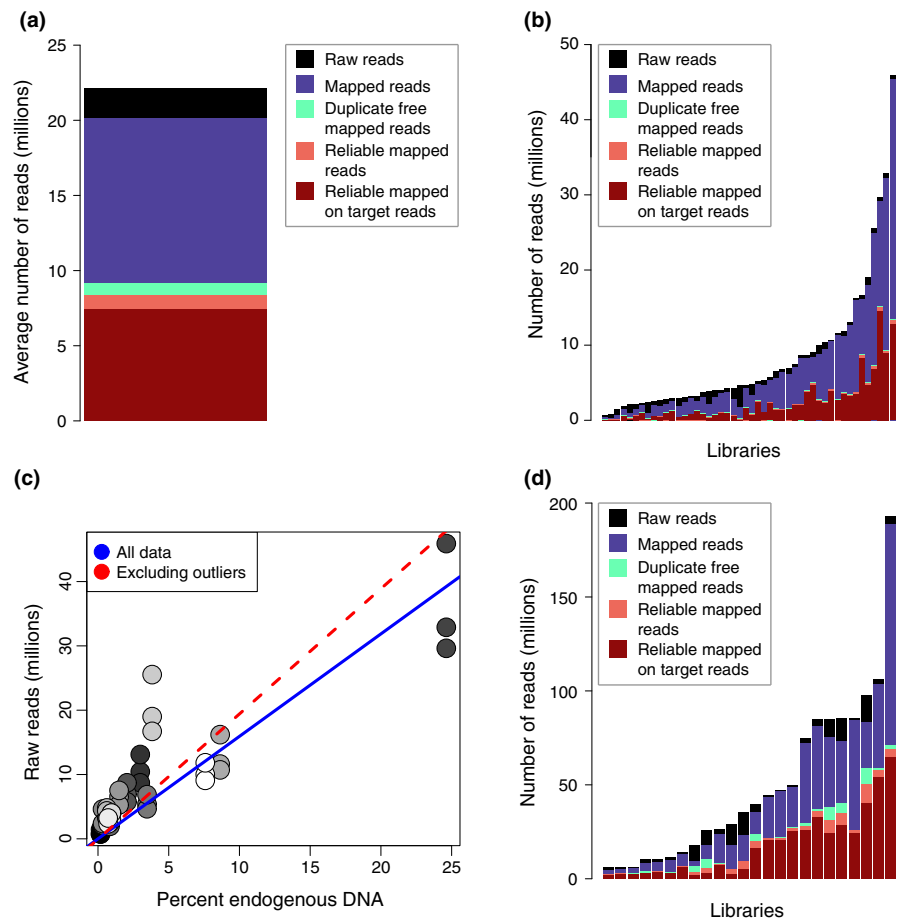 (a)
25
20
15
10
5
0
Average number of reads (millions)
Raw reads
Mapped reads
Duplicate free
mapped reads
Reliable mapped
reads
Reliable mapped
on target reads
(b)
50
40
30
20
10
0
Number of reads (millions)
Raw reads
Mapped reads
Duplicate free
mapped reads
Reliable mapped
reads
Reliable mapped
on target reads
Libraries
(c)
All data
Excluding outliers
40
30
20
10
0
Raw reads (millions)
0 5 10 15 20 25
Percent endogenous DNA
(d)
200
150
100
50
0
Number of reads (millions)
Raw reads
Mapped reads
Duplicate free
mapped reads
Reliable mapped
reads
Reliable mapped
on target reads
Libraries